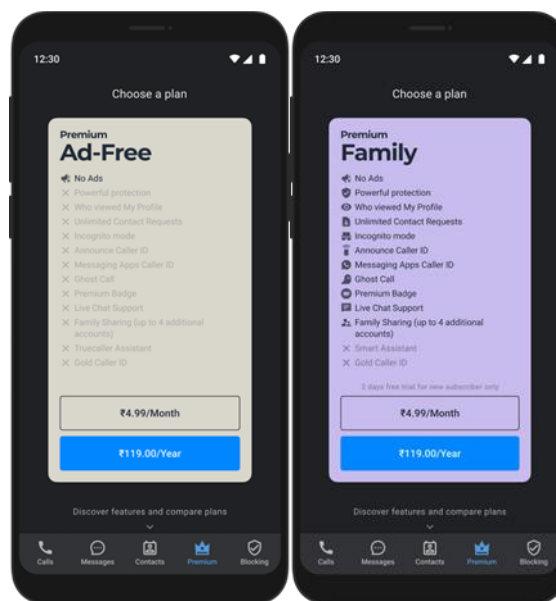 12:30
Choose a plan
Premium
Ad-Free
No Ads
Powerful protection
Who viewed My Profile
Unlimited Contact Requests
Incognito mode
Announce Caller ID
Messaging Apps Caller ID
Ghost Call
Premium Badge
Live Chat Support
Family Sharing (up to 4 additional
accounts)
Truecaller Assistant
Gold Caller ID
₹4.99/Month
₹119.00/Year
Discover features and compare plans
Calls
Messages
Contacts
Premium
Blocking
12:30
Choose a plan
Premium
Family
No Ads
Powerful protection
Who viewed My Profile
Unlimited Contact Requests
Incognito mode
Announce Caller ID
Messaging Apps Caller ID
Ghost Call
Premium Badge
Live Chat Support
Family Sharing (up to 4 additional
accounts)
Smart Assistant
Gold Caller ID
days free trial for new subscriber only
₹4.99/Month
₹119.00/Year
Discover features and compare plans
Calls
Messages
Contacts
Premium
Blocking